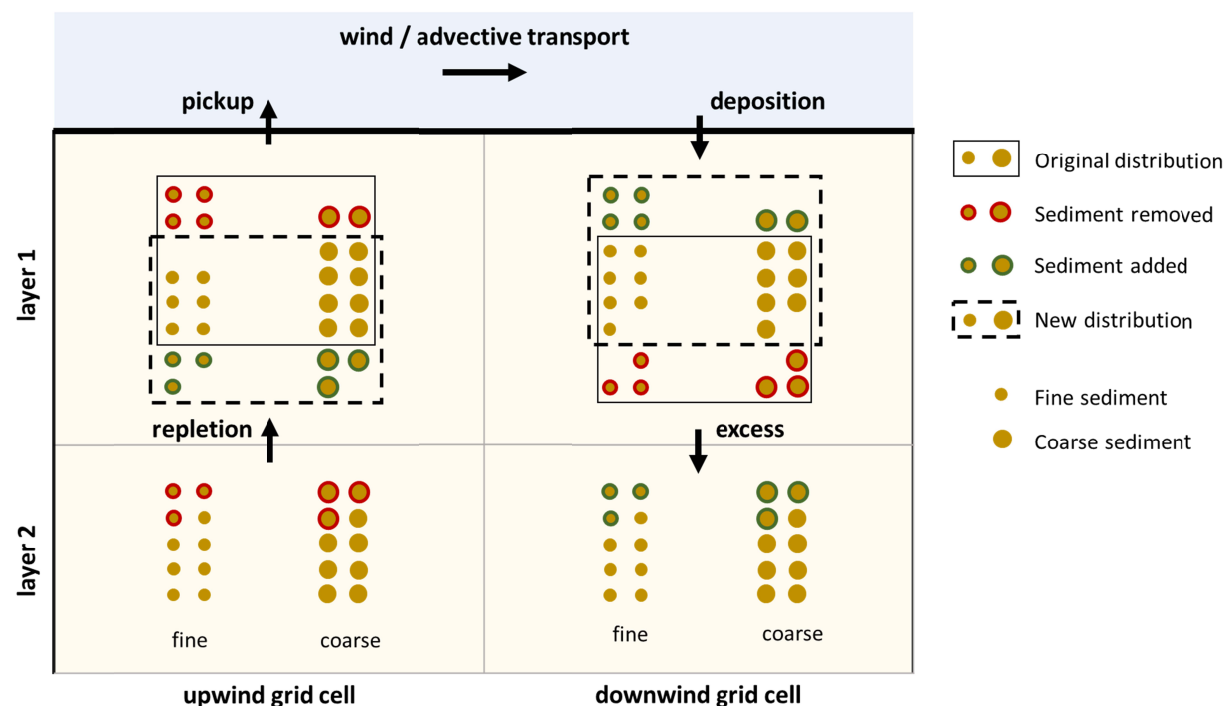 wind / advective transport
pickup
deposition
layer 1
repletion
excess
layer 2
fine
coarse
fine
coarse
upwind grid cell
downwind grid cell
Original distribution
Sediment removed
Sediment added
New distribution
Fine sediment
Coarse sediment